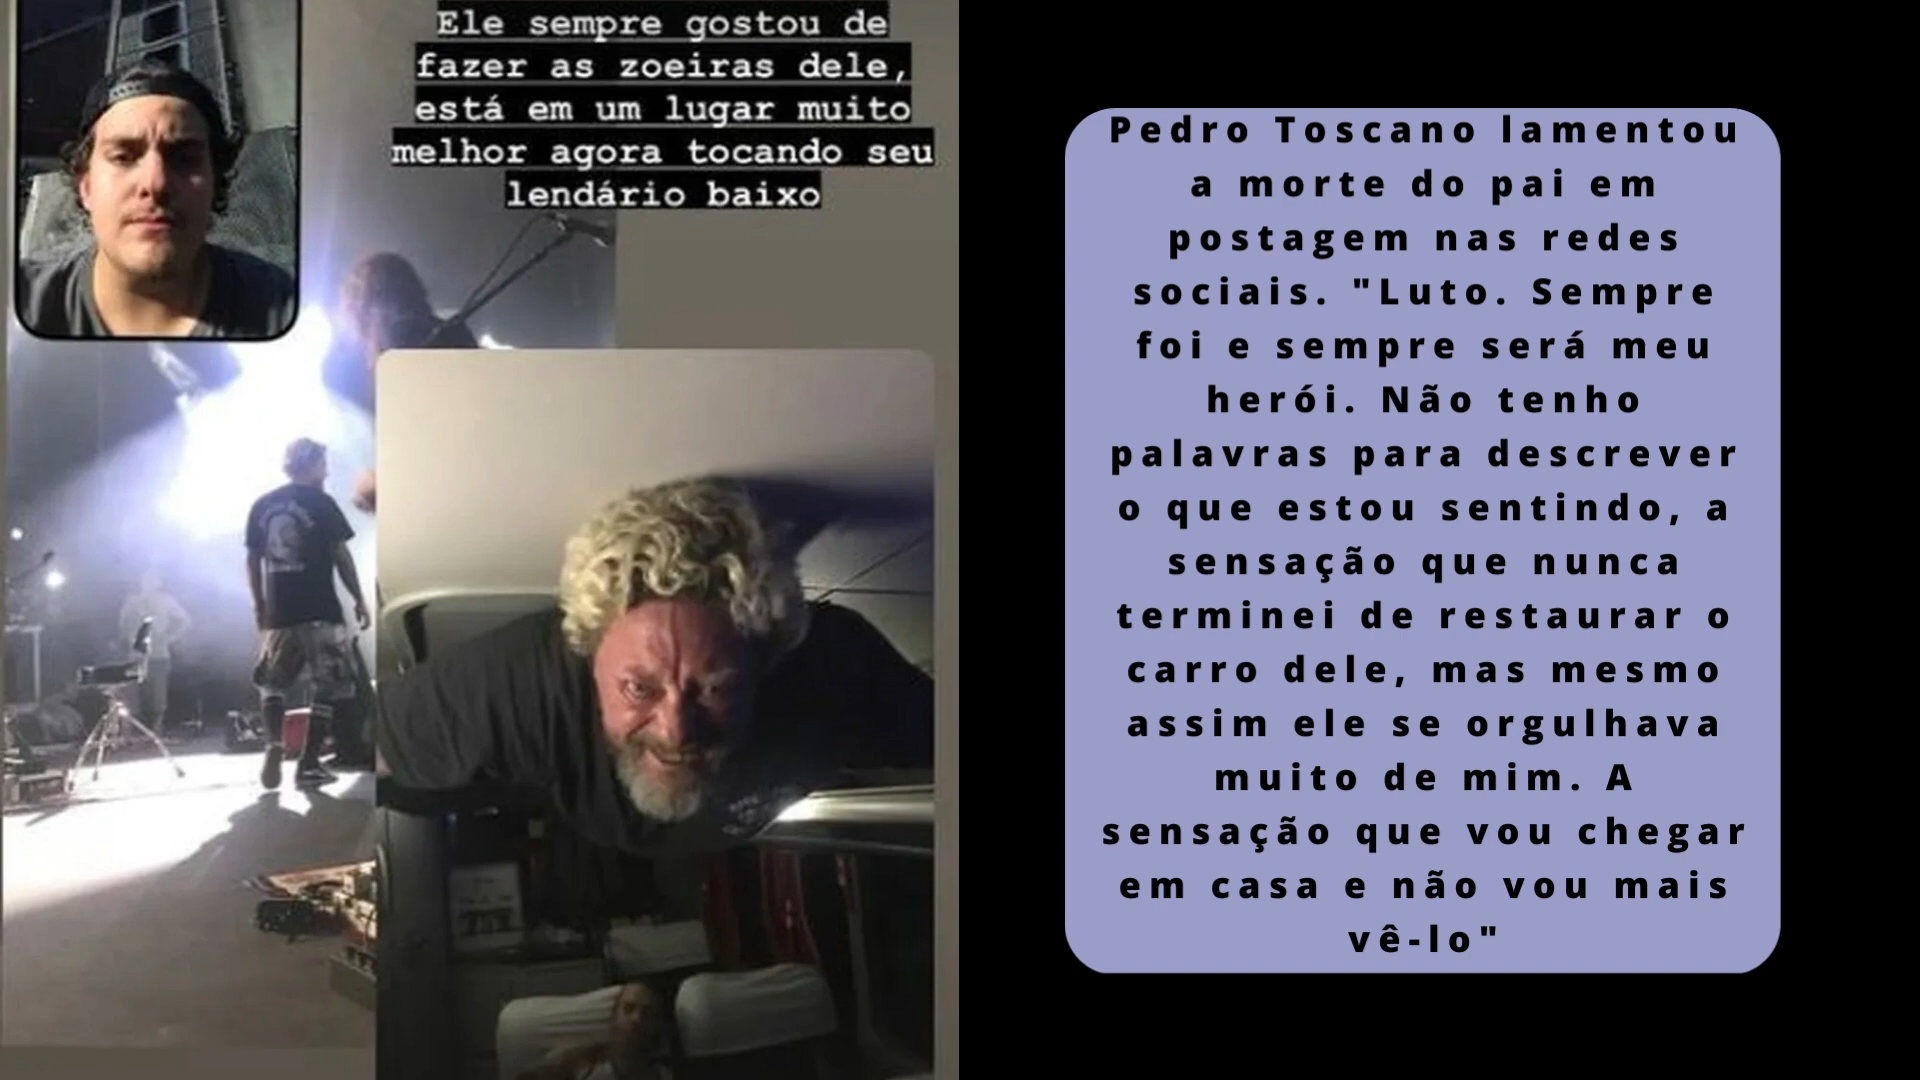 Ele sempre gostou de
fazer as zoeiras dele,
está em um lugar muito
melhor agora tocando seu
lendário baixo
Pedro Toscano lamentou
a morte do pai em
postagem nas redes
sociais. "Luto. Sempre
foi e sempre será meu
herói. Não tenho
palavras para descrever
o que estou sentindo, a
sensação que nunca
terminei de restaurar o
carro dele, mas mesmo
assim ele se orgulhava
muito de mim. A
sensação que vou chegar
em casa e não vou mais
vê-lo"